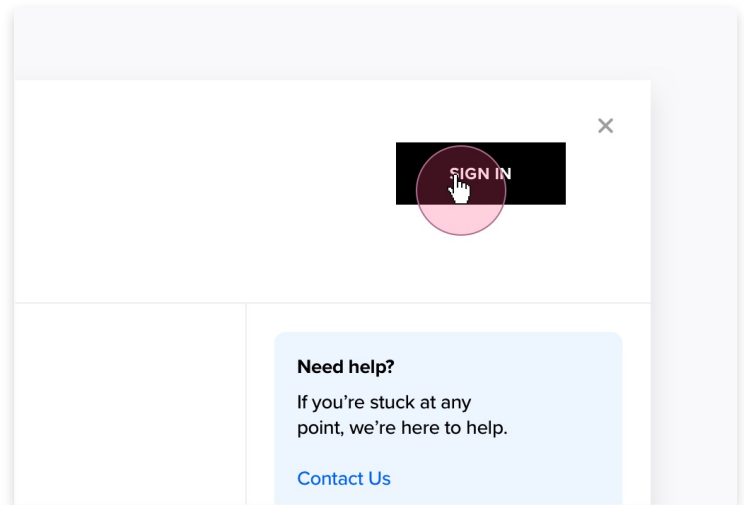 SIGN IN
Need help?
If you’re stuck at any
point, we’re here to help.
Contact Us